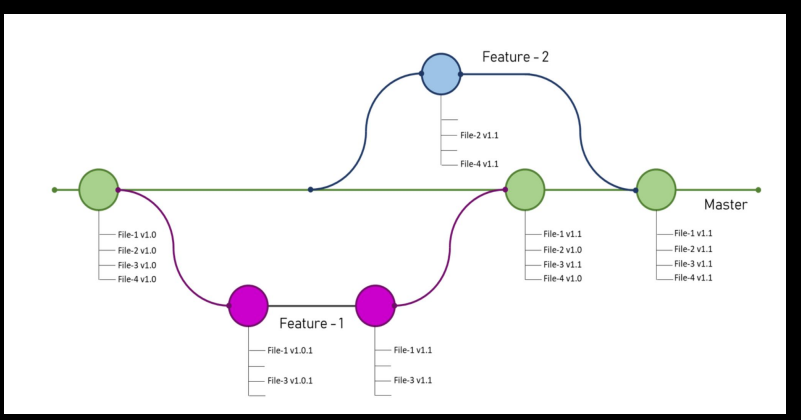 Feature - 2
File-2 v1.1
File-4 v1.1
Master
File-1 v1.0
File-2 v1.0
File-3 v1.0
File-4 v1.0
File-1 v1.1
File-2 v1.0
File-3 v1.1
File-4 v1.0
File-1 v1.1
File-2 v1.1
File-3 v1.1
File-4 v1.1
Feature - 1
File-1 v1.0.1
File-3 v1.0.1
File-1 v1.1
File-3 v1.1